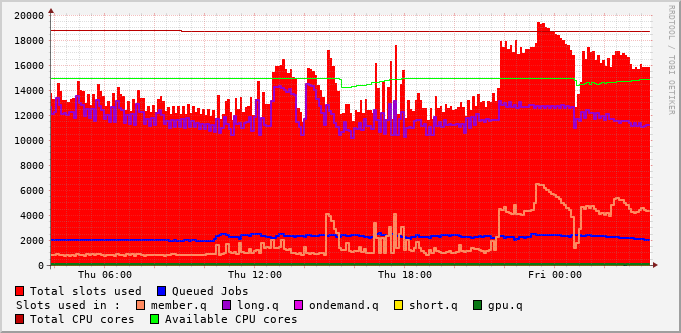 20000
18000
16000
14000
12000
10000
8000
6000
4000
2000
0
Thu 06:00 Thu 12:00 Thu 18:00 Fri 00:00
RRDTOOL / TOBI OETIKER
Total slots used Queued Jobs
Slots used in : member.q long.q ondemand.q short.q gpu.q
Total CPU cores Available CPU cores